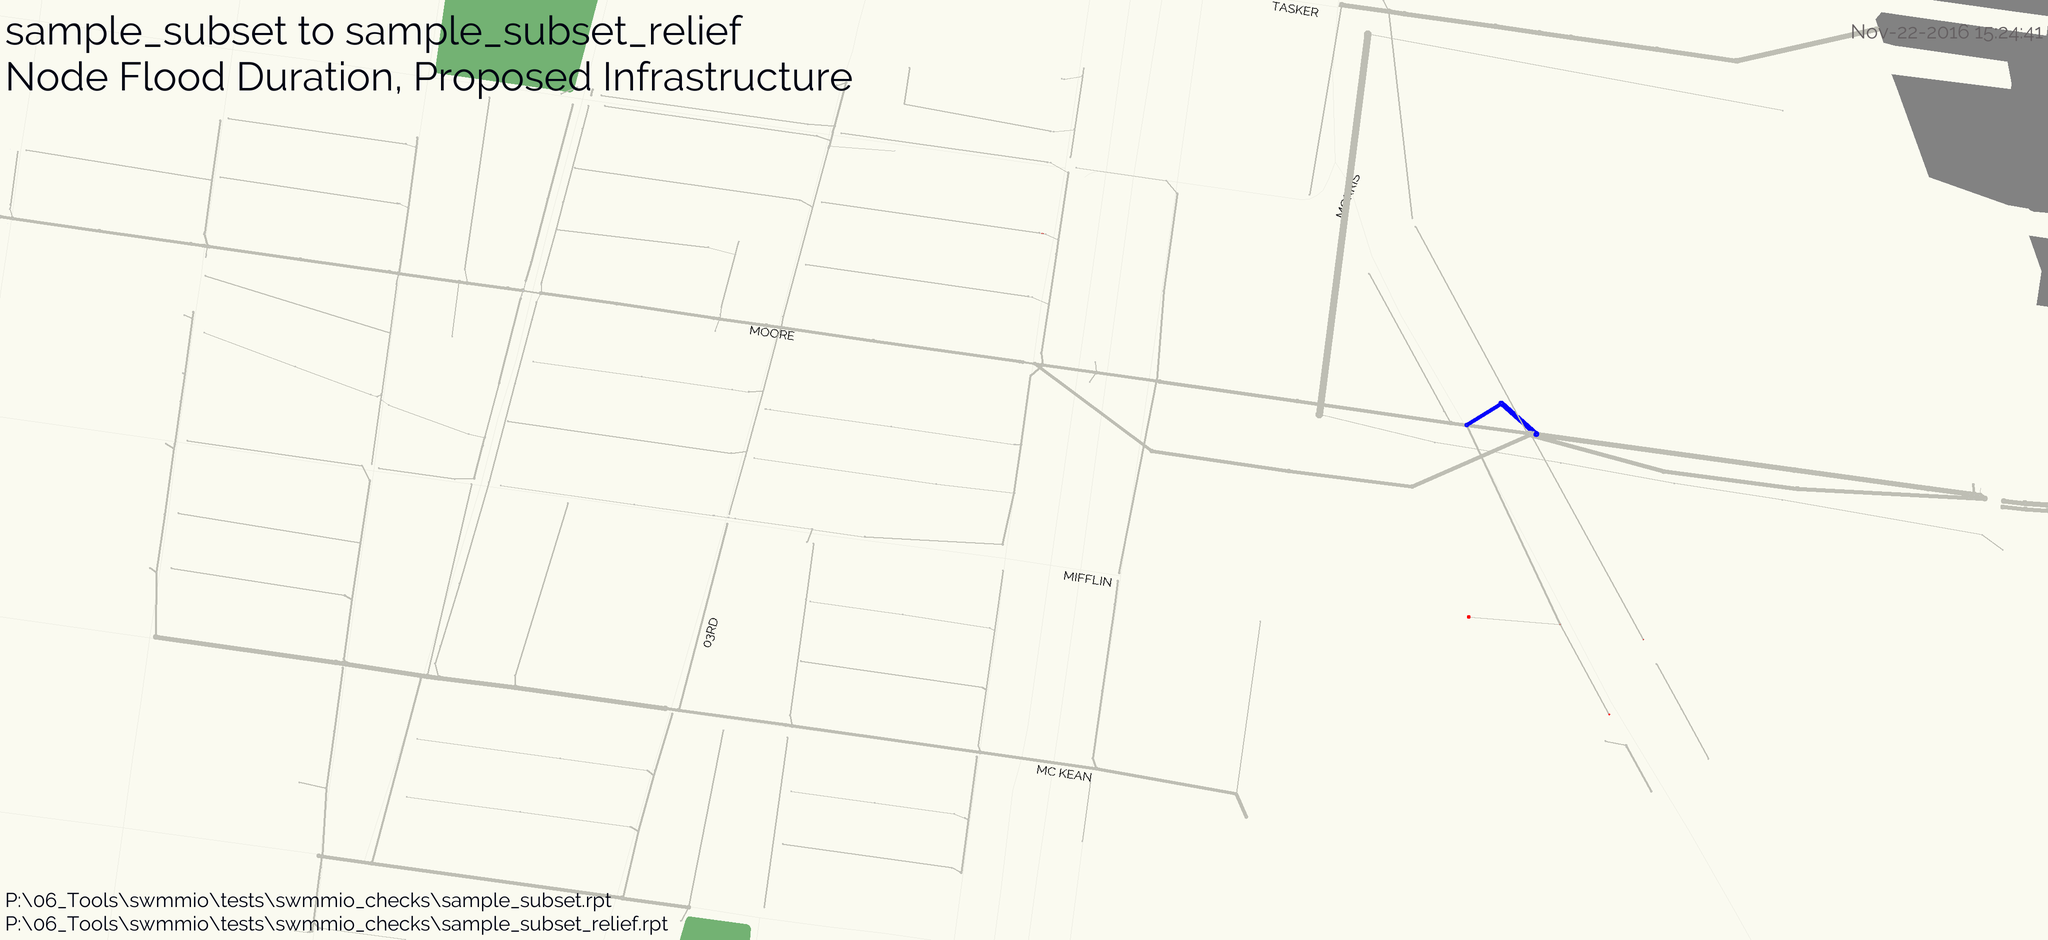 TASKER
sample_subset to sample_subset_relief
Nov-22-2016 15:24:41
Node Flood Duration, Proposed Infrastructure
MOORE
MIFFLIN
03RD
MC KEAN
P:\06_Tools\swmmio\tests\swmmio_checks\sample_subset.rpt
P:\06_Tools\swmmio\tests\swmmio_checks\sample_subset_relief.rpt